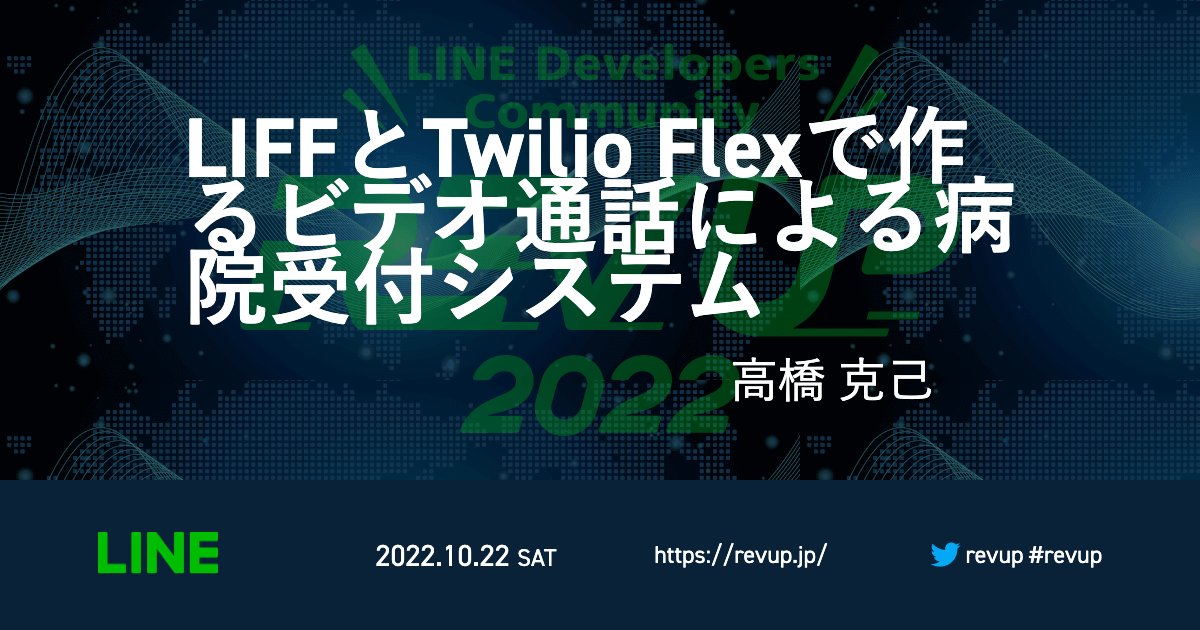 LINE Developers
Community
LIFFとTwilio Flexで作
るビデオ通話による病
院受付システム
REVUP
2022
高橋 克己
LINE
2022.10.22 SAT
https://revup.jp/
revup #revup